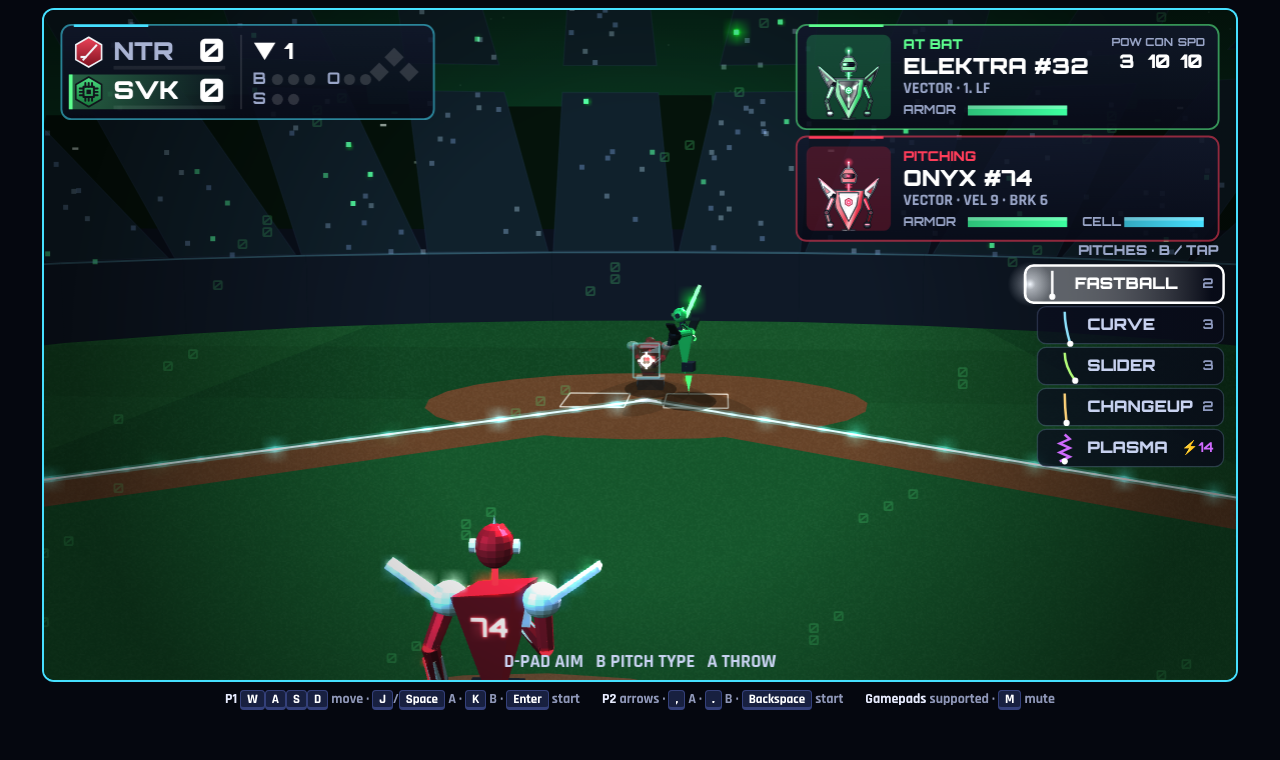 NTR 0
SVK 0
▼ 1
B O
S
AT BAT
ELEKTRA #32
VECTOR · 1. LF
ARMOR
POW CON SPD
3 10 10
PITCHING
ONYX #74
VECTOR · VEL 9 · BRK 6
ARMOR CELL
PITCHES · B / TAP
FASTBALL 2
CURVE 3
SLIDER 3
CHANGEUP 2
PLASMA ⚡14
74
D-PAD AIM B PITCH TYPE A THROW
P1 W A S D move · J / Space A · K B · Enter start P2 arrows · , A · . B · Backspace start Gamepads supported · M mute